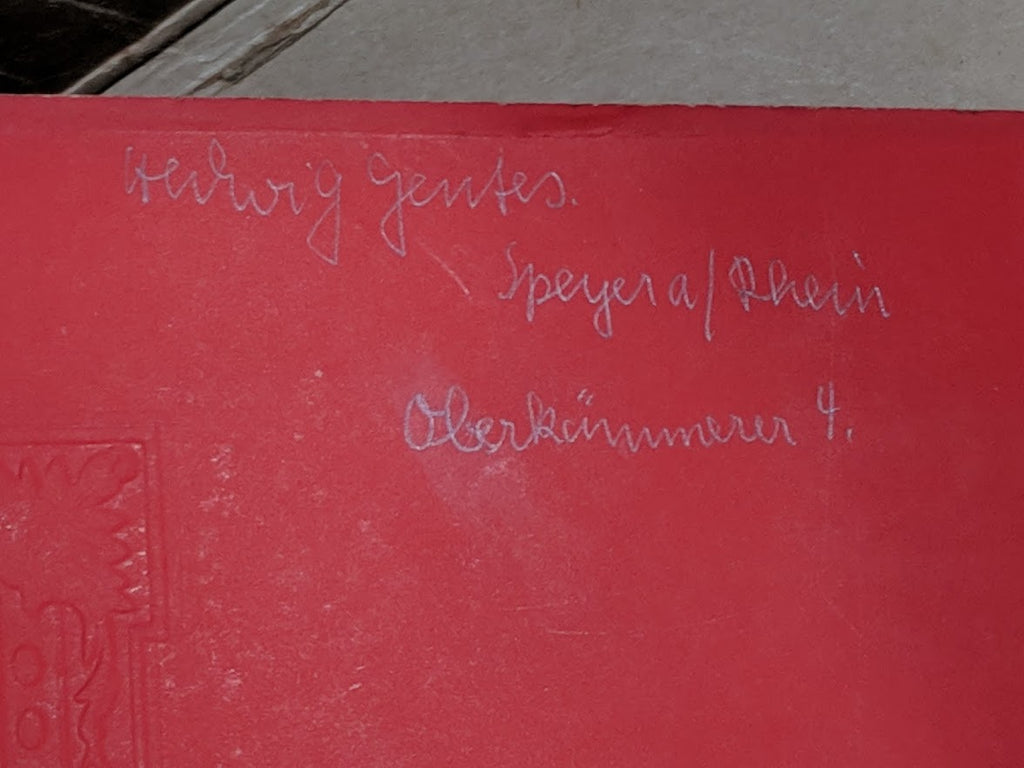 Hedwig Gentes.
Speyer a/Rhein
Oberkämmerer 4.